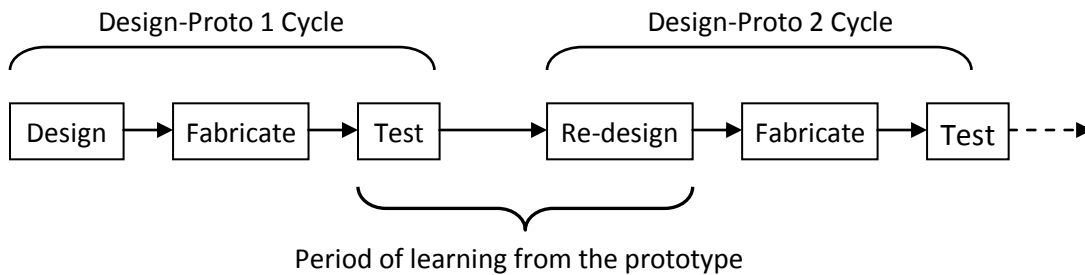 Design-Proto 1 Cycle
Design-Proto 2 Cycle
Design
Fabricate
Test
Re-design
Fabricate
Test
Period of learning from the prototype